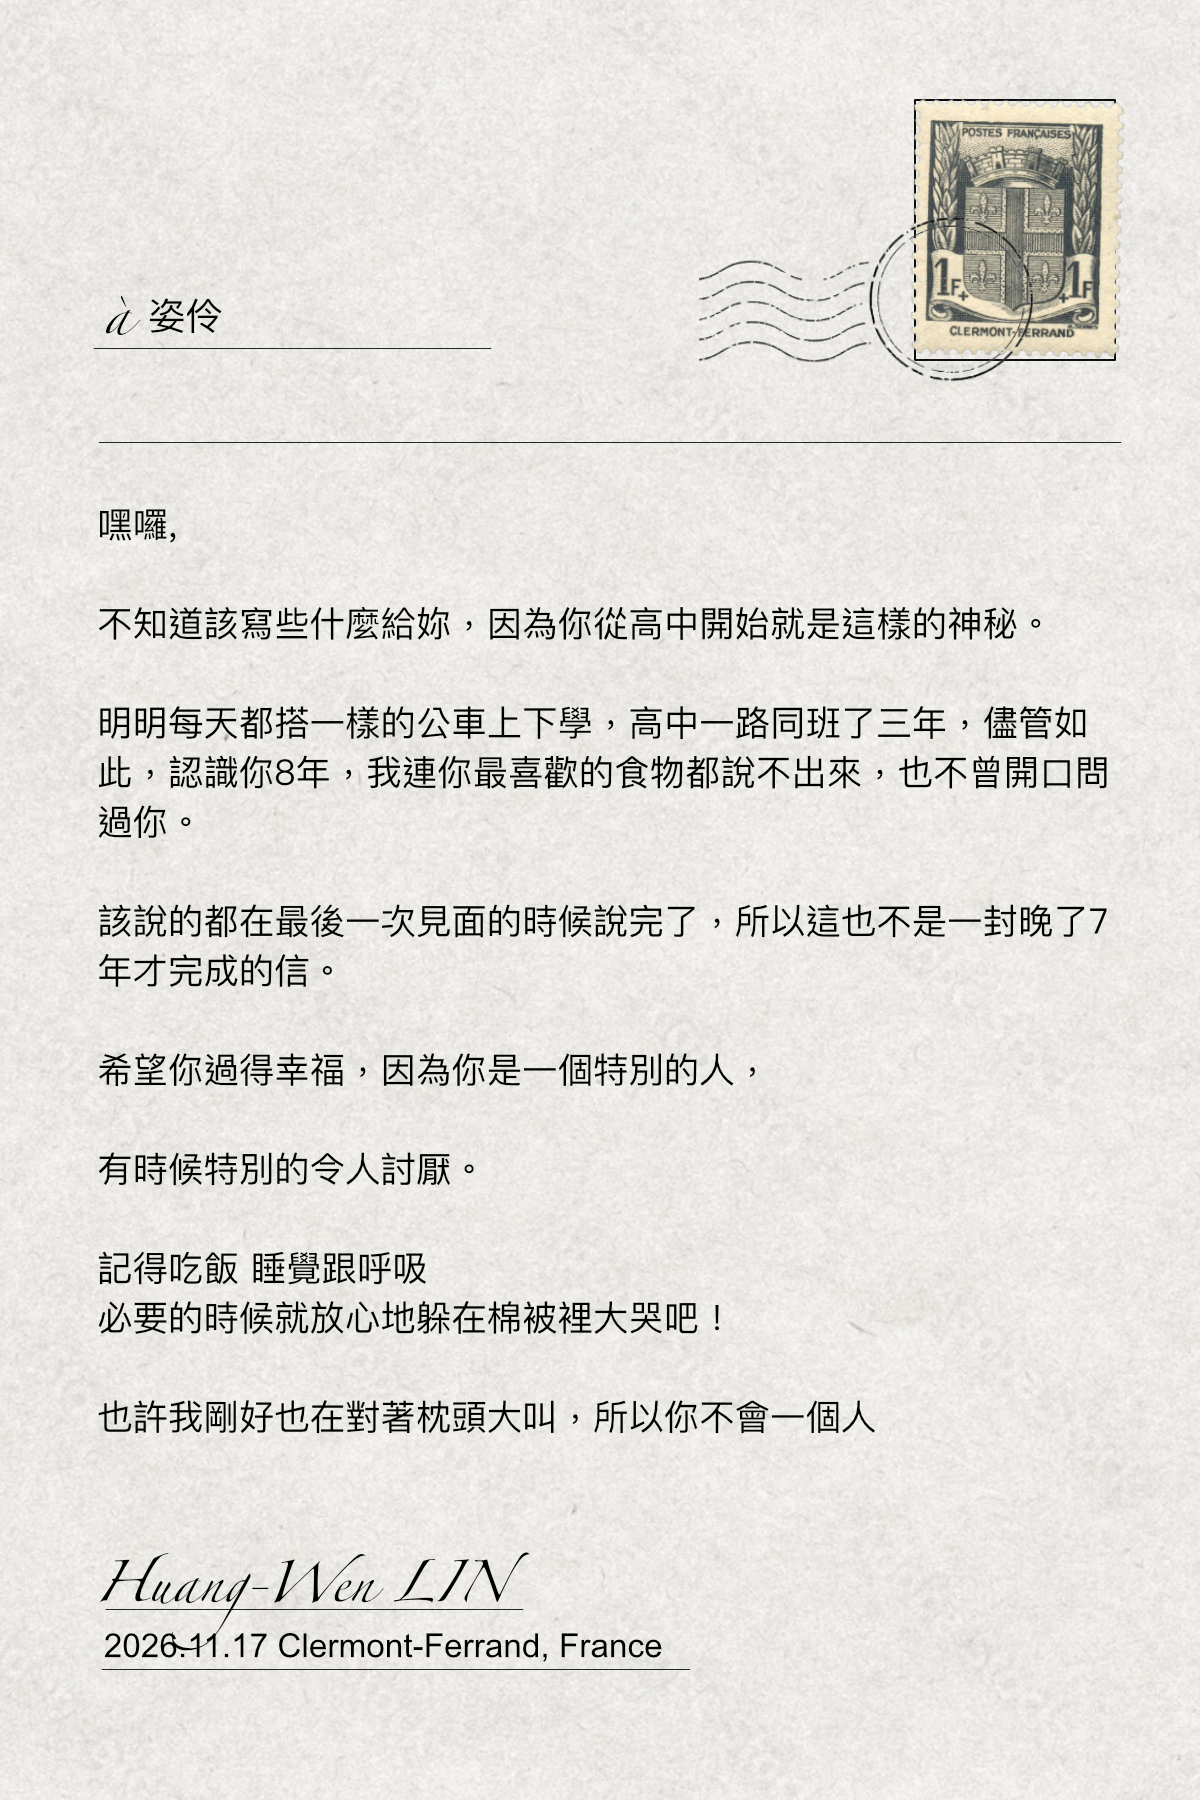 POSTES FRANÇAISES
1F+
+1F
CLERMONT-FERRAND
à 姿伶
嘿囉,
不知道該寫些什麼給妳，因為你從高中開始就是這樣的神秘。
明明每天都搭一樣的公車上下學，高中一路同班了三年，儘管如
此，認識你8年，我連你最喜歡的食物都說不出來，也不曾開口問
過你。
該說的都在最後一次見面的時候說完了，所以這也不是一封晚了7
年才完成的信。
希望你過得幸福，因為你是一個特別的人，
有時候特別的令人討厭。
記得吃飯 睡覺跟呼吸
必要的時候就放心地躲在棉被裡大哭吧！
也許我剛好也在對著枕頭大叫，所以你不會一個人
Huang-Wen LIN
2026.11.17 Clermont-Ferrand, France